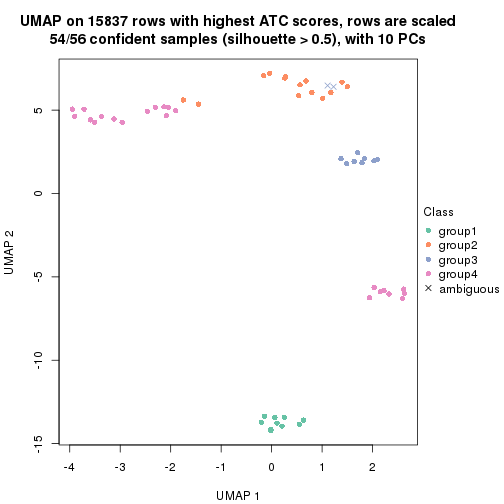 UMAP on 15837 rows with highest ATC scores, rows are scaled
54/56 confident samples (silhouette > 0.5), with 10 PCs
UMAP 2
5
0
-5
-10
-15
-4
-3
-2
-1
0
1
2
UMAP 1
Class
group1
group2
group3
group4
ambiguous